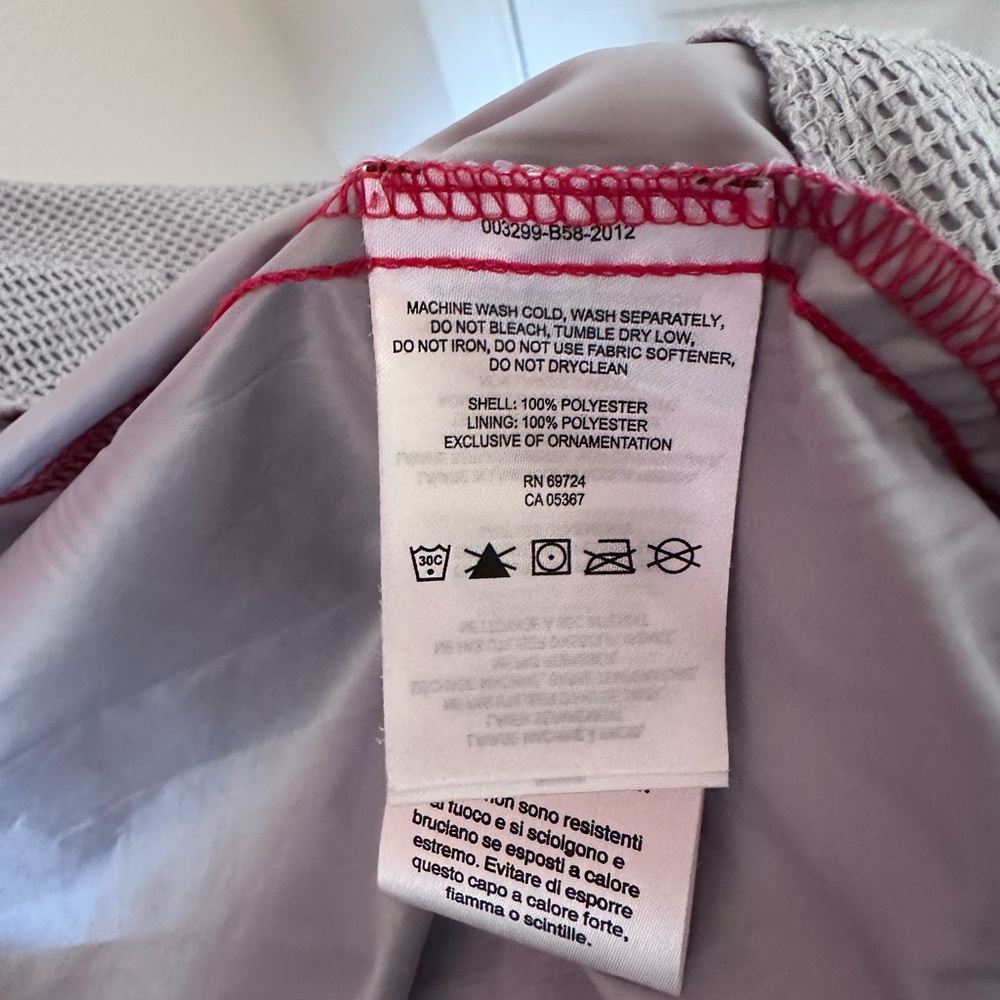 003299-B58-2012
MACHINE WASH COLD, WASH SEPARATELY,
DO NOT BLEACH, TUMBLE DRY LOW,
DO NOT IRON, DO NOT USE FABRIC SOFTENER,
DO NOT DRYCLEAN
SHELL: 100% POLYESTER
LINING: 100% POLYESTER
EXCLUSIVE OF ORNAMENTATION
RN 69724
CA 05367
30C
sono resistenti
al fuoco e si sciolgono e
bruciano se esposti a calore
estremo. Evitare di esporre
questo capo a calore forte,
fiamma o scintille.